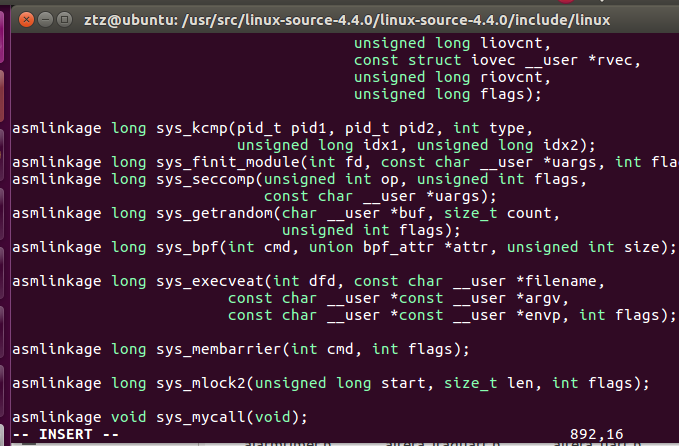 ztz@ubuntu: /usr/src/linux-source-4.4.0/linux-source-4.4.0/include/linux
unsigned long liovcnt,
const struct iovec __user *rvec,
unsigned long riovcnt,
unsigned long flags);
asmlinkage long sys_kcmp(pid_t pid1, pid_t pid2, int type,
unsigned long idx1, unsigned long idx2);
asmlinkage long sys_finit_module(int fd, const char __user *uargs, int fla
asmlinkage long sys_seccomp(unsigned int op, unsigned int flags,
const char __user *uargs);
asmlinkage long sys_getrandom(char __user *buf, size_t count,
unsigned int flags);
asmlinkage long sys_bpf(int cmd, union bpf_attr *attr, unsigned int size);
asmlinkage long sys_execveat(int dfd, const char __user *filename,
const char __user *const __user *argv,
const char __user *const __user *envp, int flags);
asmlinkage long sys_membarrier(int cmd, int flags);
asmlinkage long sys_mlock2(unsigned long start, size_t len, int flags);
asmlinkage void sys_mycall(void);
-- INSERT -- 892,16